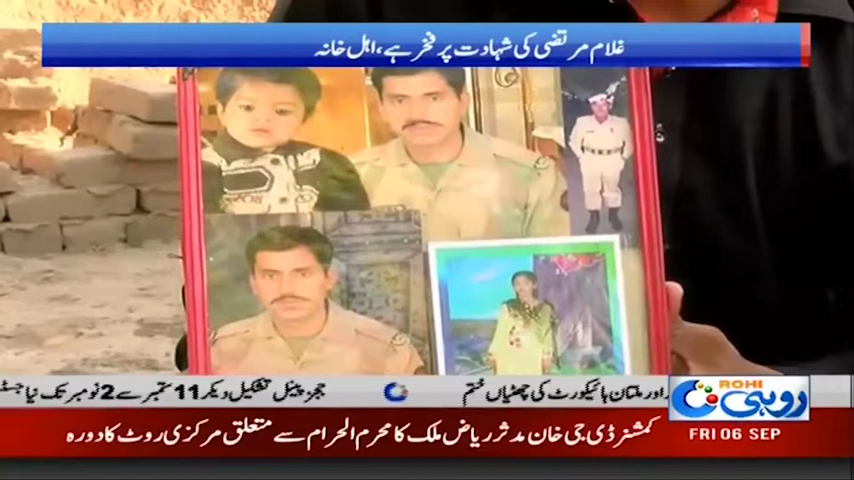 غلام مرتضی کی شہادت پر فخر ہے، اہل خانہ
اور ملتان ہائیکورٹ کی چھٹیاں ختم
ججز پینل تشکیل دیکر 11 ستمبر سے 2 نومبر تک نیا
ROHI
روہی
کمشنر ڈی جی خان مدثر ریاض ملک کا محرم الحرام سے متعلق مرکزی روٹ کا دورہ
FRI 06 SEP